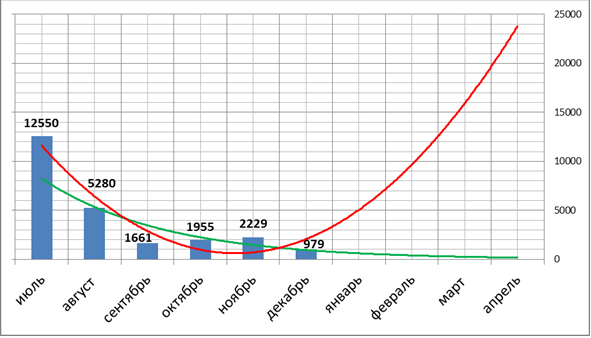 25000
20000
15000
10000
5000
0
12550
5280
1661
1955
2229
979
июль
август
сентябрь
октябрь
ноябрь
декабрь
январь
февраль
март
апрель